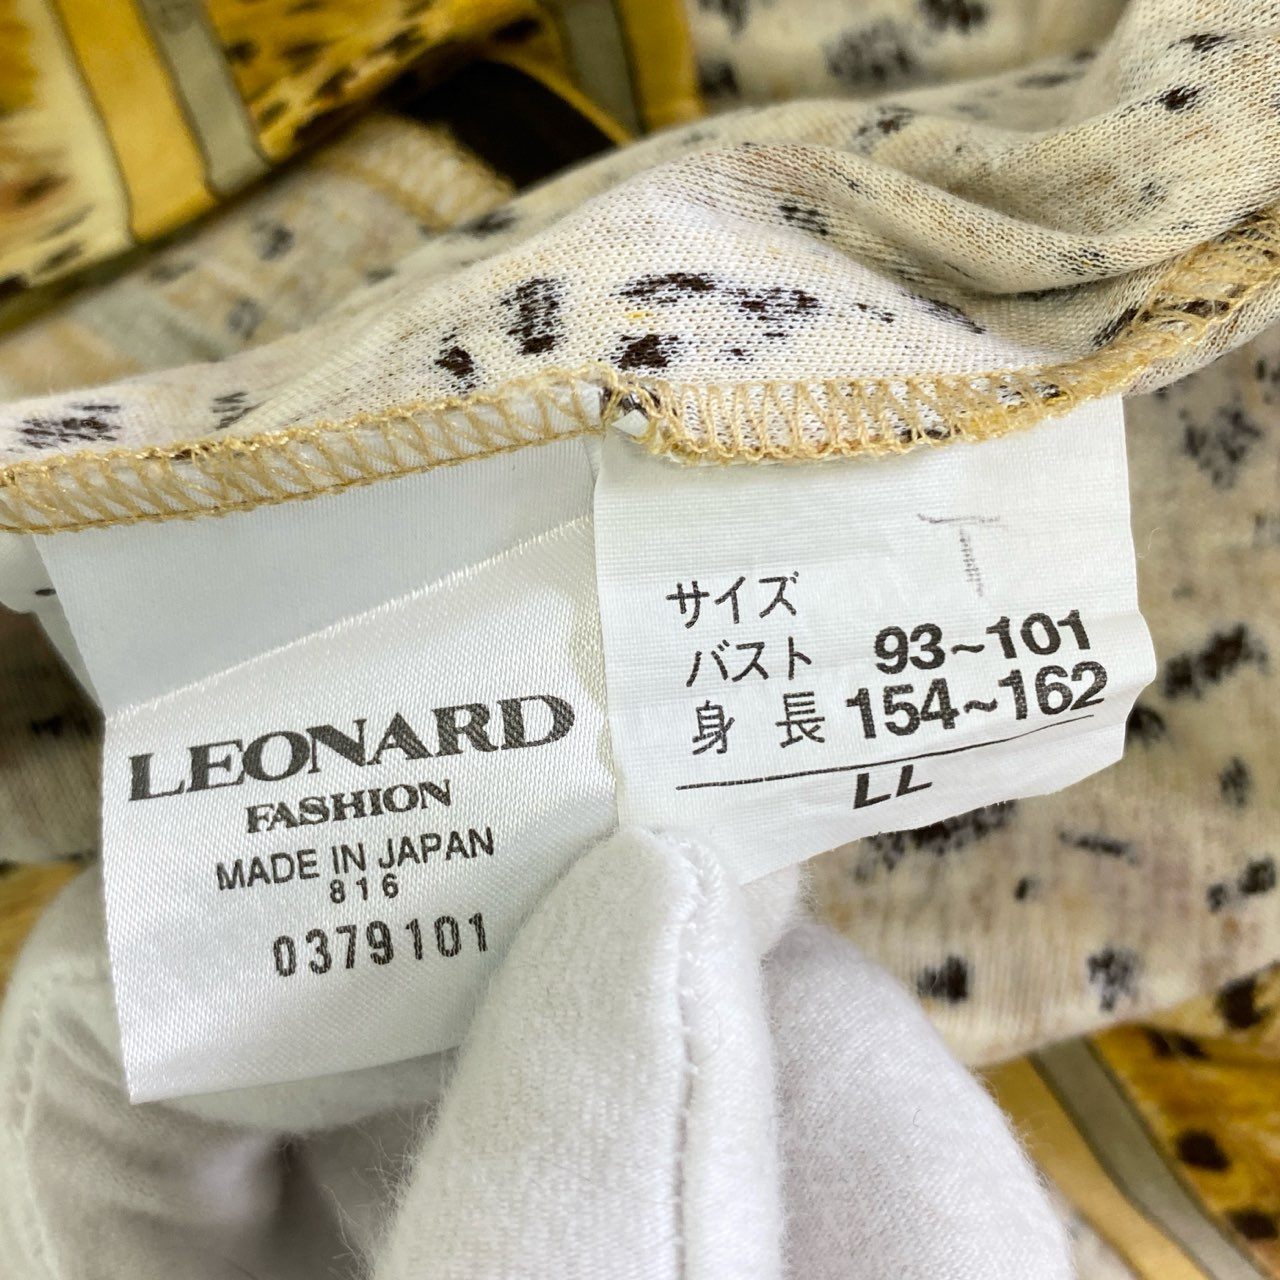 LEONARD
FASHION
MADE IN JAPAN
816
0379101
T
サイズ
バスト 93~101
身長 154~162
LL